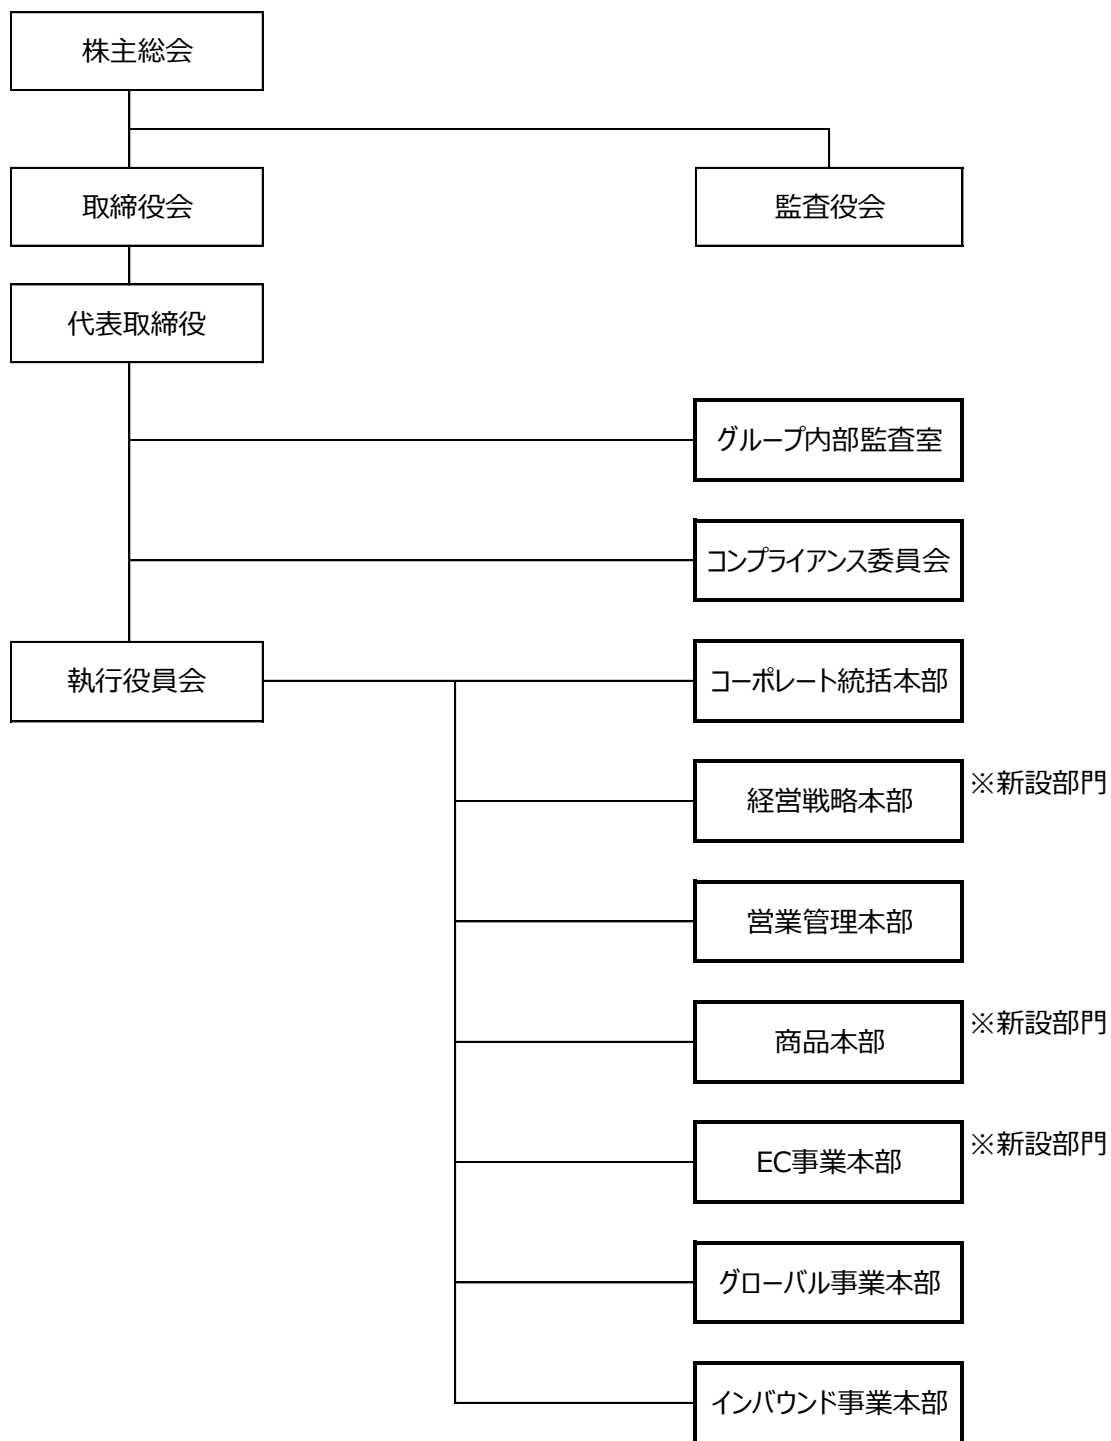 株主総会
取締役会
監査役会
代表取締役
グループ内部監査室
コンプライアンス委員会
執行役員会
コーポレート統括本部
経営戦略本部
※新設部門
営業管理本部
商品本部
※新設部門
EC事業本部
※新設部門
グローバル事業本部
インバウンド事業本部